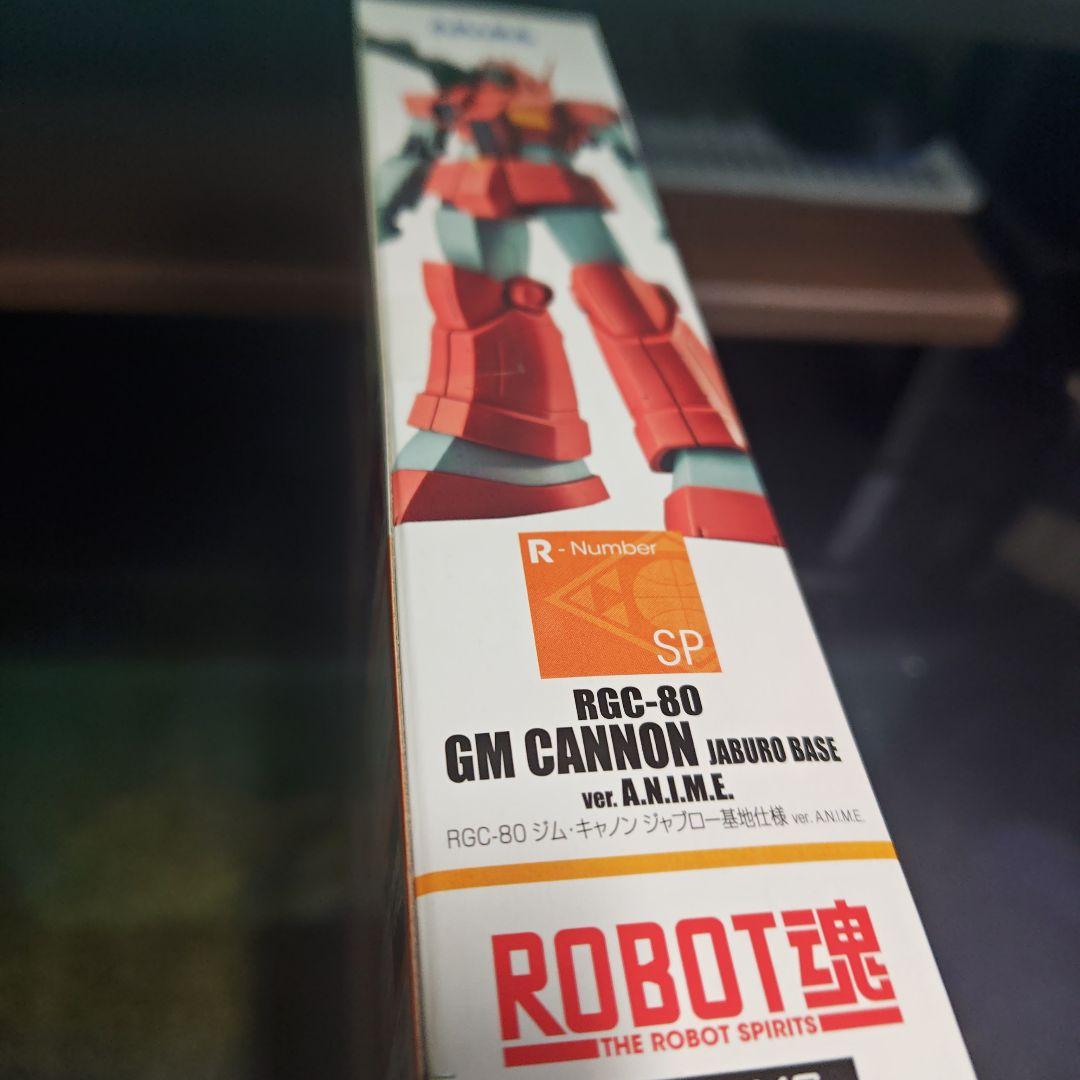 R - Number
SP
RGC-80
GM CANNON JABURO BASE
ver. A.N.I.M.E.
RGC-80 ジム・キャノン ジャブロー基地仕様 ver. A.N.I.M.E.
ROBOT魂
THE ROBOT SPIRITS